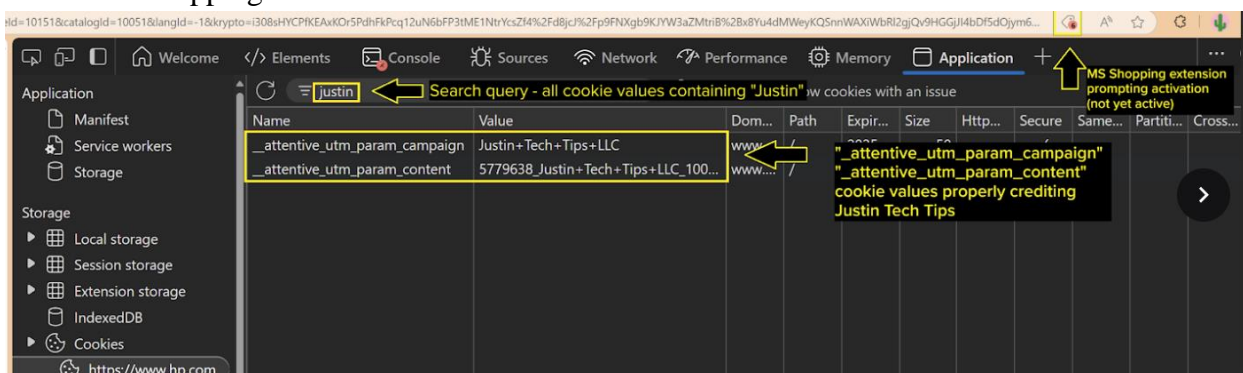 eId=10151&catalogId=10051&langId=-1&krypto=i308sHYCPfKEAxKOr5PdhFkPcq12uN6bFP3tME1NtrYcsZf4%2Fd8jcJ%2Fp9FNXgb9KJYW3aZMtriB%2Bx8Yu4dMWeyKQSnnWAXiWbRI2gjQv9HGGjJI4bDf5dOjym6...
Welcome </> Elements Console Sources Network Performance Memory Application
MS Shopping extension
prompting activation
(not yet active)
Application
justin
Search query - all cookie values containing "Justin"
ow cookies with an issue
Manifest
Service workers
Storage
Name Value Dom... Path Expir... Size Http... Secure Same... Partiti... Cross...
__attentive_utm_param_campaign Justin+Tech+Tips+LLC www.... /
__attentive_utm_param_content 5779638_Justin+Tech+Tips+LLC_100... www.... /
"_attentive_utm_param_campaign"
"_attentive_utm_param_content"
cookie values properly crediting
Justin Tech Tips
Storage
Local storage
Session storage
Extension storage
IndexedDB
Cookies
https://www.hp.com